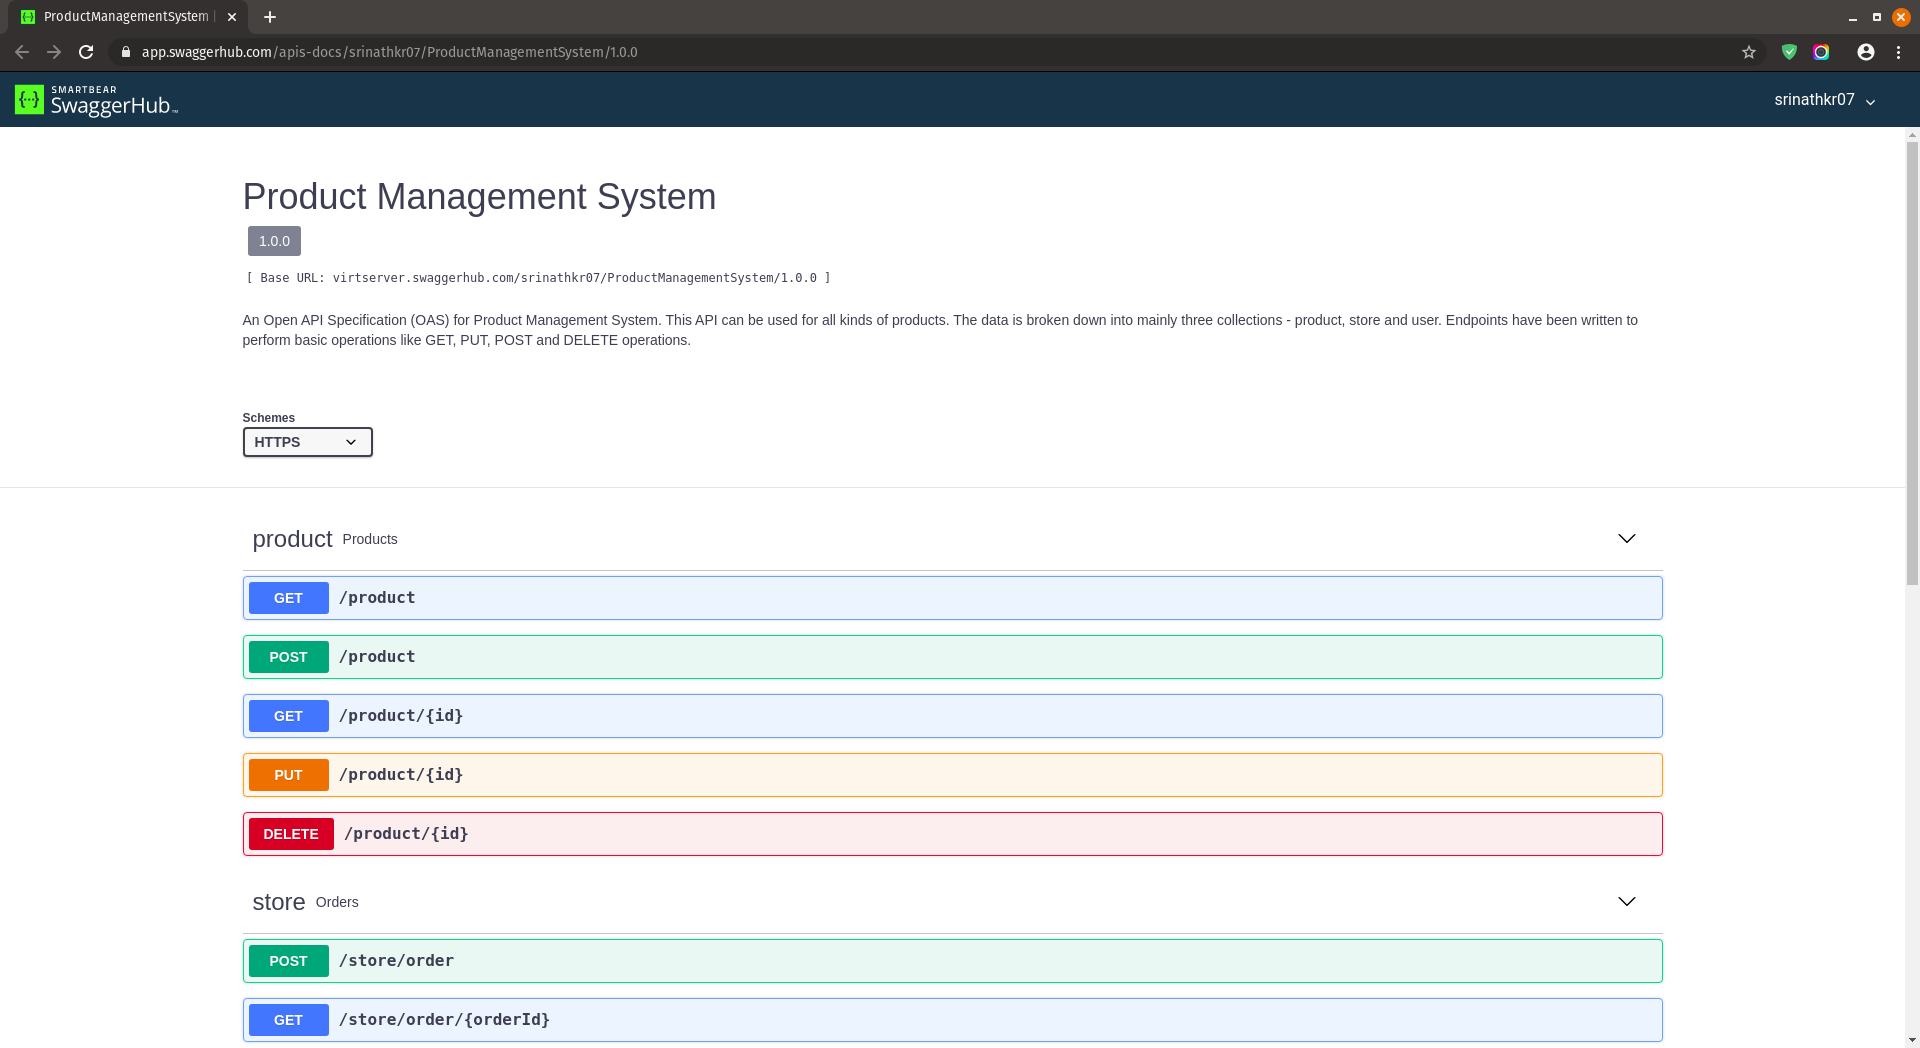 ProductManagementSystem |
app.swaggerhub.com/apis-docs/srinathkr07/ProductManagementSystem/1.0.0
SMARTBEAR
SwaggerHub™
srinathkr07
Product Management System
1.0.0
[ Base URL: virtserver.swaggerhub.com/srinathkr07/ProductManagementSystem/1.0.0 ]
An Open API Specification (OAS) for Product Management System. This API can be used for all kinds of products. The data is broken down into mainly three collections - product, store and user. Endpoints have been written to
perform basic operations like GET, PUT, POST and DELETE operations.
Schemes
HTTPS
product Products
GET /product
POST /product
GET /product/{id}
PUT /product/{id}
DELETE /product/{id}
store Orders
POST /store/order
GET /store/order/{orderId}